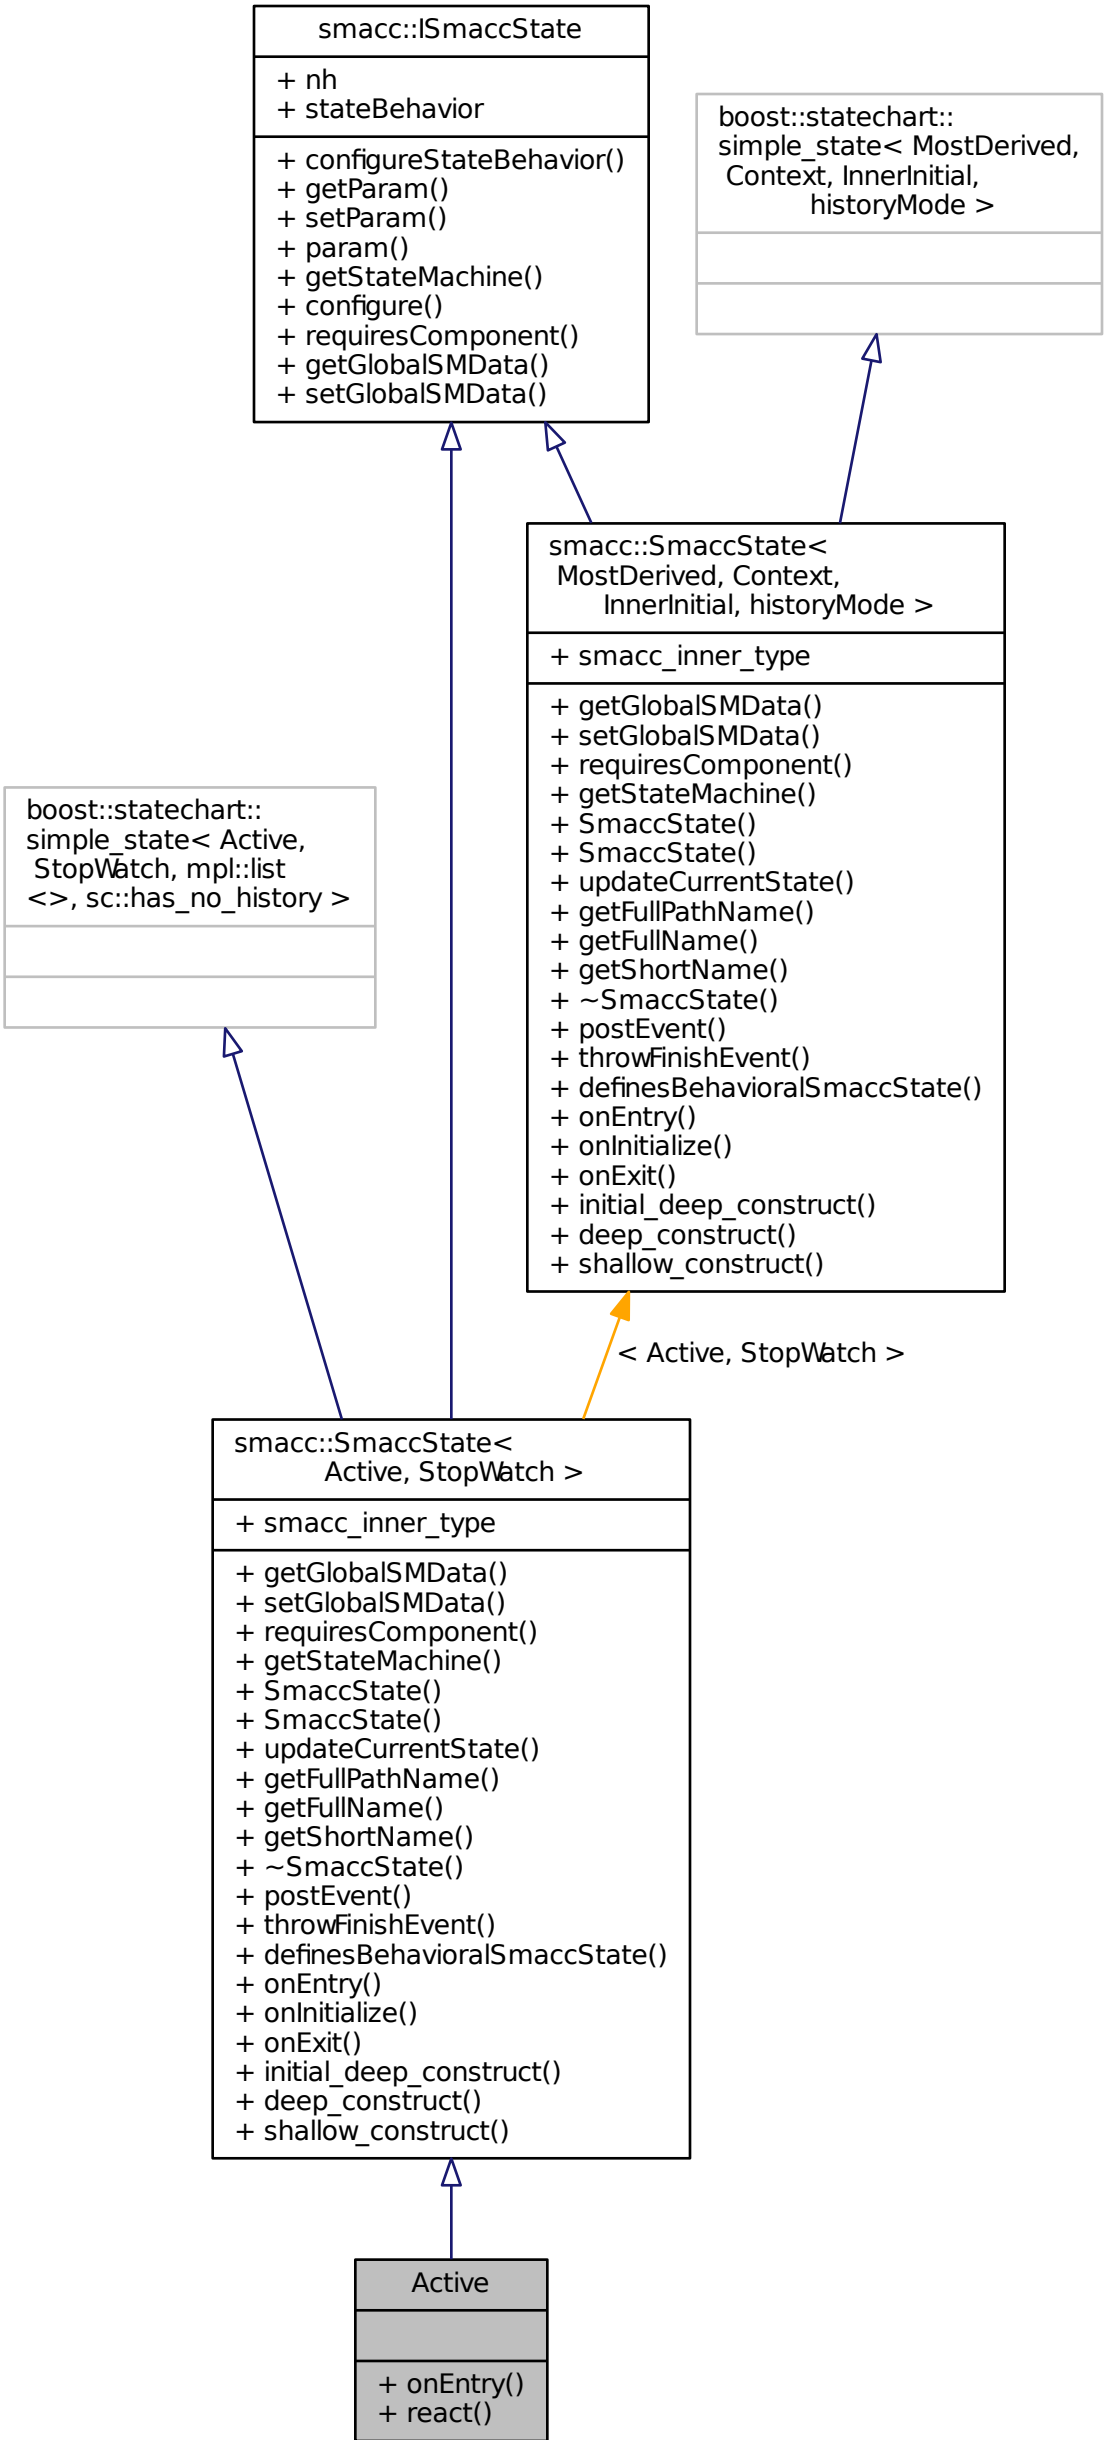 smacc::ISmaccState
+ nh
+ stateBehavior
+ configureStateBehavior()
+ getParam()
+ setParam()
+ param()
+ getStateMachine()
+ configure()
+ requiresComponent()
+ getGlobalSMData()
+ setGlobalSMData()
boost::statechart::
simple_state< MostDerived,
Context, InnerInitial,
historyMode >
smacc::SmaccState<
MostDerived, Context,
InnerInitial, historyMode >
+ smacc_inner_type
+ getGlobalSMData()
+ setGlobalSMData()
+ requiresComponent()
+ getStateMachine()
+ SmaccState()
+ SmaccState()
+ updateCurrentState()
+ getFullPathName()
+ getFullName()
+ getShortName()
+ ~SmaccState()
+ postEvent()
+ throwFinishEvent()
+ definesBehavioralSmaccState()
+ onEntry()
+ onInitialize()
+ onExit()
+ initial_deep_construct()
+ deep_construct()
+ shallow_construct()
boost::statechart::
simple_state< Active,
StopWatch, mpl::list
<>, sc::has_no_history >
< Active, StopWatch >
smacc::SmaccState<
Active, StopWatch >
+ smacc_inner_type
+ getGlobalSMData()
+ setGlobalSMData()
+ requiresComponent()
+ getStateMachine()
+ SmaccState()
+ SmaccState()
+ updateCurrentState()
+ getFullPathName()
+ getFullName()
+ getShortName()
+ ~SmaccState()
+ postEvent()
+ throwFinishEvent()
+ definesBehavioralSmaccState()
+ onEntry()
+ onInitialize()
+ onExit()
+ initial_deep_construct()
+ deep_construct()
+ shallow_construct()
Active
+ onEntry()
+ react()